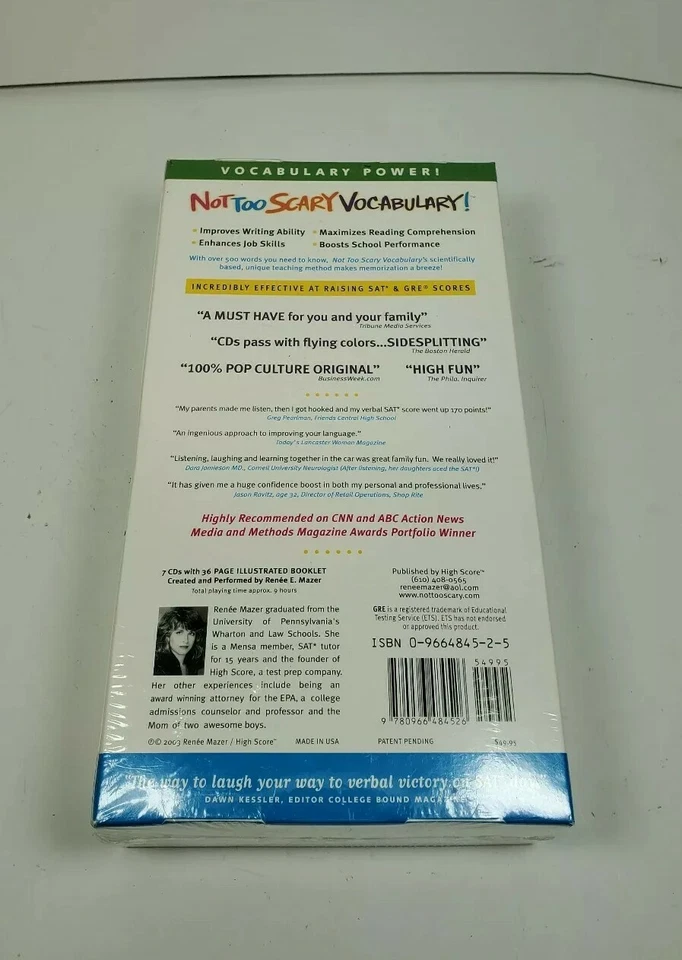 VOCABULARY POWER!
NOT TOO SCARY VOCABULARY!
• Improves Writing Ability • Maximizes Reading Comprehension
• Enhances Job Skills • Boosts School Performance
With over 500 words you need to know, Not Too Scary Vocabulary's scientifically
based, unique teaching method makes memorization a breeze!
INCREDIBLY EFFECTIVE AT RAISING SAT* & GRE® SCORES
"A MUST HAVE for you and your family"
Tribune Media Services
"CDs pass with flying colors...SIDESPLITTING"
The Boston Herald
"100% POP CULTURE ORIGINAL" "HIGH FUN"
BusinessWeek.com The Phila. Inquirer
"My parents made me listen, then I got hooked and my verbal SAT* score went up 170 points!"
Greg Pearlman, Friends Central High School
"An ingenious approach to improving your language."
Today's Lancaster Woman Magazine
"Listening, laughing and learning together in the car was great family fun. We really loved it!"
Dara Jamieson MD., Cornell University Neurologist (After listening, her daughters aced the SAT*!)
"It has given me a huge confidence boost in both my personal and professional lives."
Jason Ravitz, age 32, Director of Retail Operations, Shop Rite
Highly Recommended on CNN and ABC Action News
Media and Methods Magazine Awards Portfolio Winner
7 CDs with 36 PAGE ILLUSTRATED BOOKLET
Created and Performed by Renée E. Mazer
Total playing time approx. 9 hours
Renée Mazer graduated from the
University of Pennsylvania's
Wharton and Law Schools. She
is a Mensa member, SAT* tutor
for 15 years and the founder of
High Score, a test prep company.
Her other experiences include being an
award winning attorney for the EPA, a college
admissions counselor and professor and the
Mom of two awesome boys.
℗© 2003 Renée Mazer / High Score™ MADE IN USA
Published by High Score™
(610) 408-0565
reneemazer@aol.com
www.nottooscary.com
GRE is a registered trademark of Educational
Testing Service (ETS). ETS has not endorsed
or approved this product.
ISBN 0-9664845-2-5
54995
9 780966 484526
PATENT PENDING $49.95
"The way to laugh your way to verbal victory on SAT* day"
DAWN KESSLER, EDITOR COLLEGE BOUND MAGAZINE